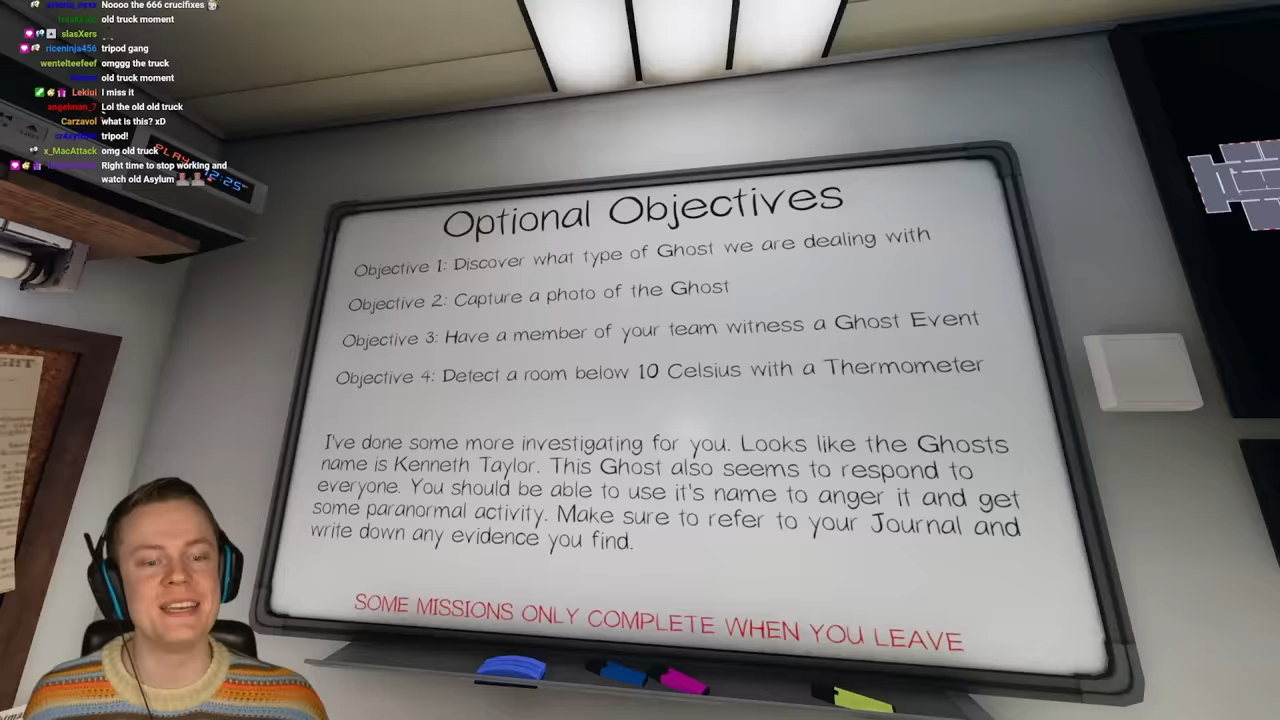 Noooo the 666 crucifixes
old truck moment
slasXers
riceninja456 tripod gang
wentelteefeef omggg the truck
old truck moment
Lekiui I miss it
angelman_7 Lol the old old truck
Carzavol what is this? xD
tripod!
x_MacAttack omg old truck
Right time to stop working and
watch old Asylum
PLAY
12:25
Optional Objectives
Objective 1: Discover what type of Ghost we are dealing with
Objective 2: Capture a photo of the Ghost
Objective 3: Have a member of your team witness a Ghost Event
Objective 4: Detect a room below 10 Celsius with a Thermometer
I've done some more investigating for you. Looks like the Ghosts
name is Kenneth Taylor. This Ghost also seems to respond to
everyone. You should be able to use it's name to anger it and get
some paranormal activity. Make sure to refer to your Journal and
write down any evidence you find.
SOME MISSIONS ONLY COMPLETE WHEN YOU LEAVE